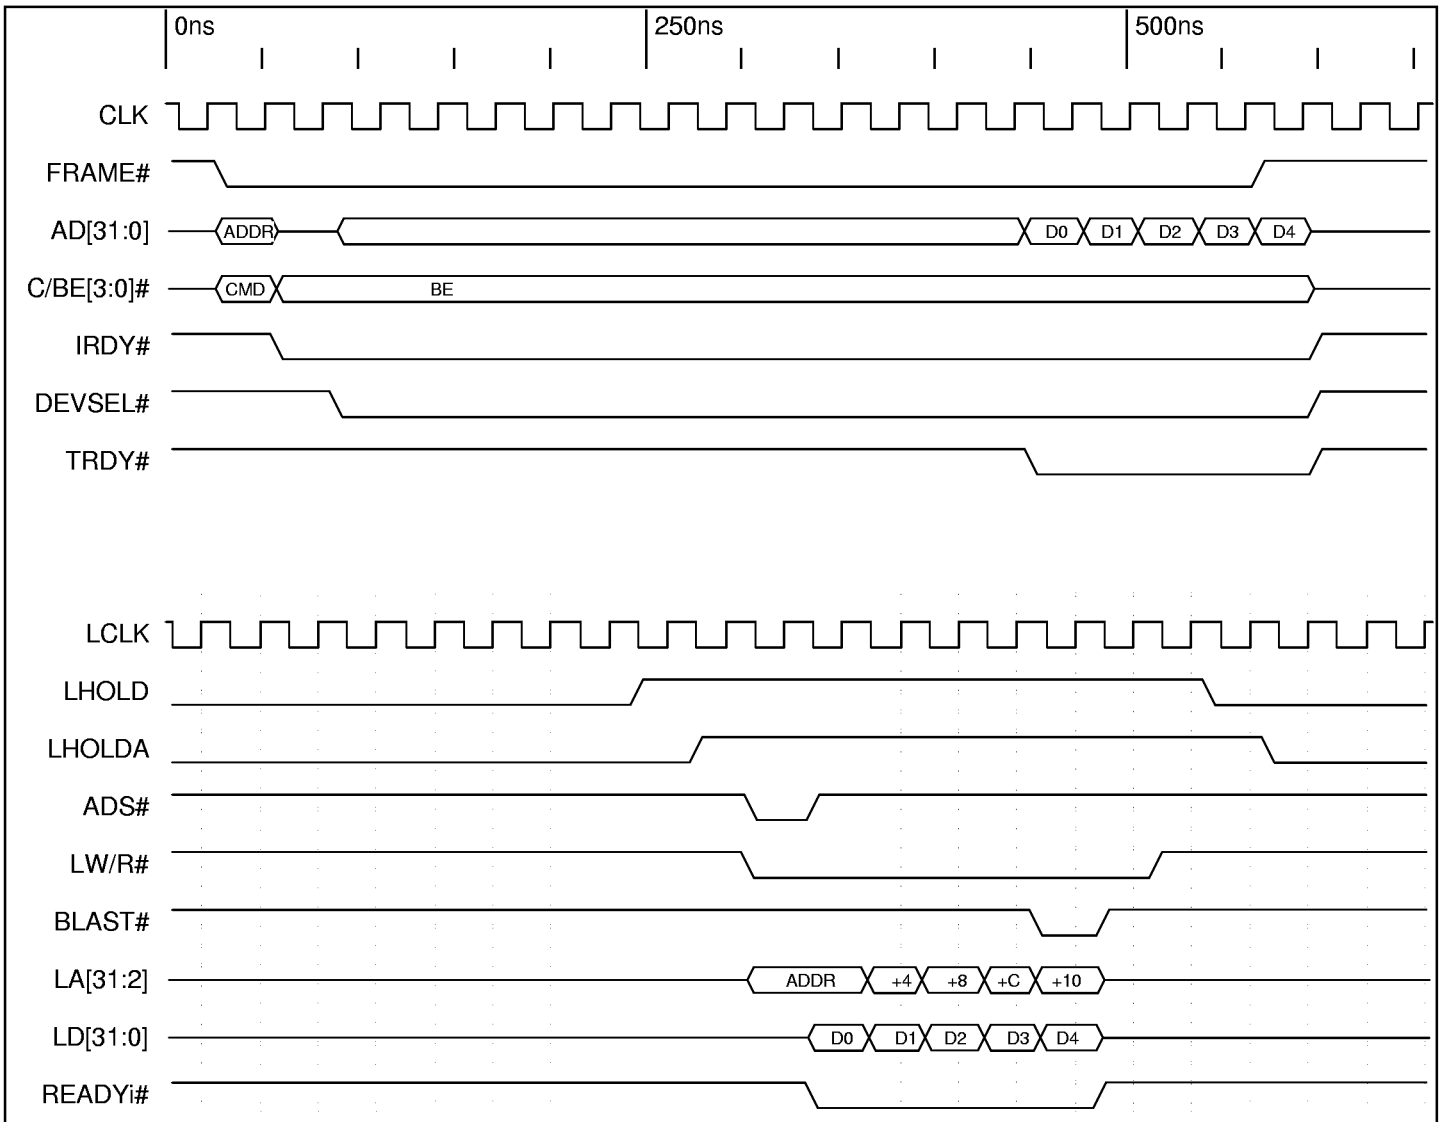 0ns 250ns 500ns
CLK
FRAME#
AD[31:0] ADDR D0 D1 D2 D3 D4
C/BE[3:0]# CMD BE
IRDY#
DEVSEL#
TRDY#
LCLK
LHOLD
LHOLDA
ADS#
LW/R#
BLAST#
LA[31:2] ADDR +4 +8 +C +10
LD[31:0] D0 D1 D2 D3 D4
READYi#